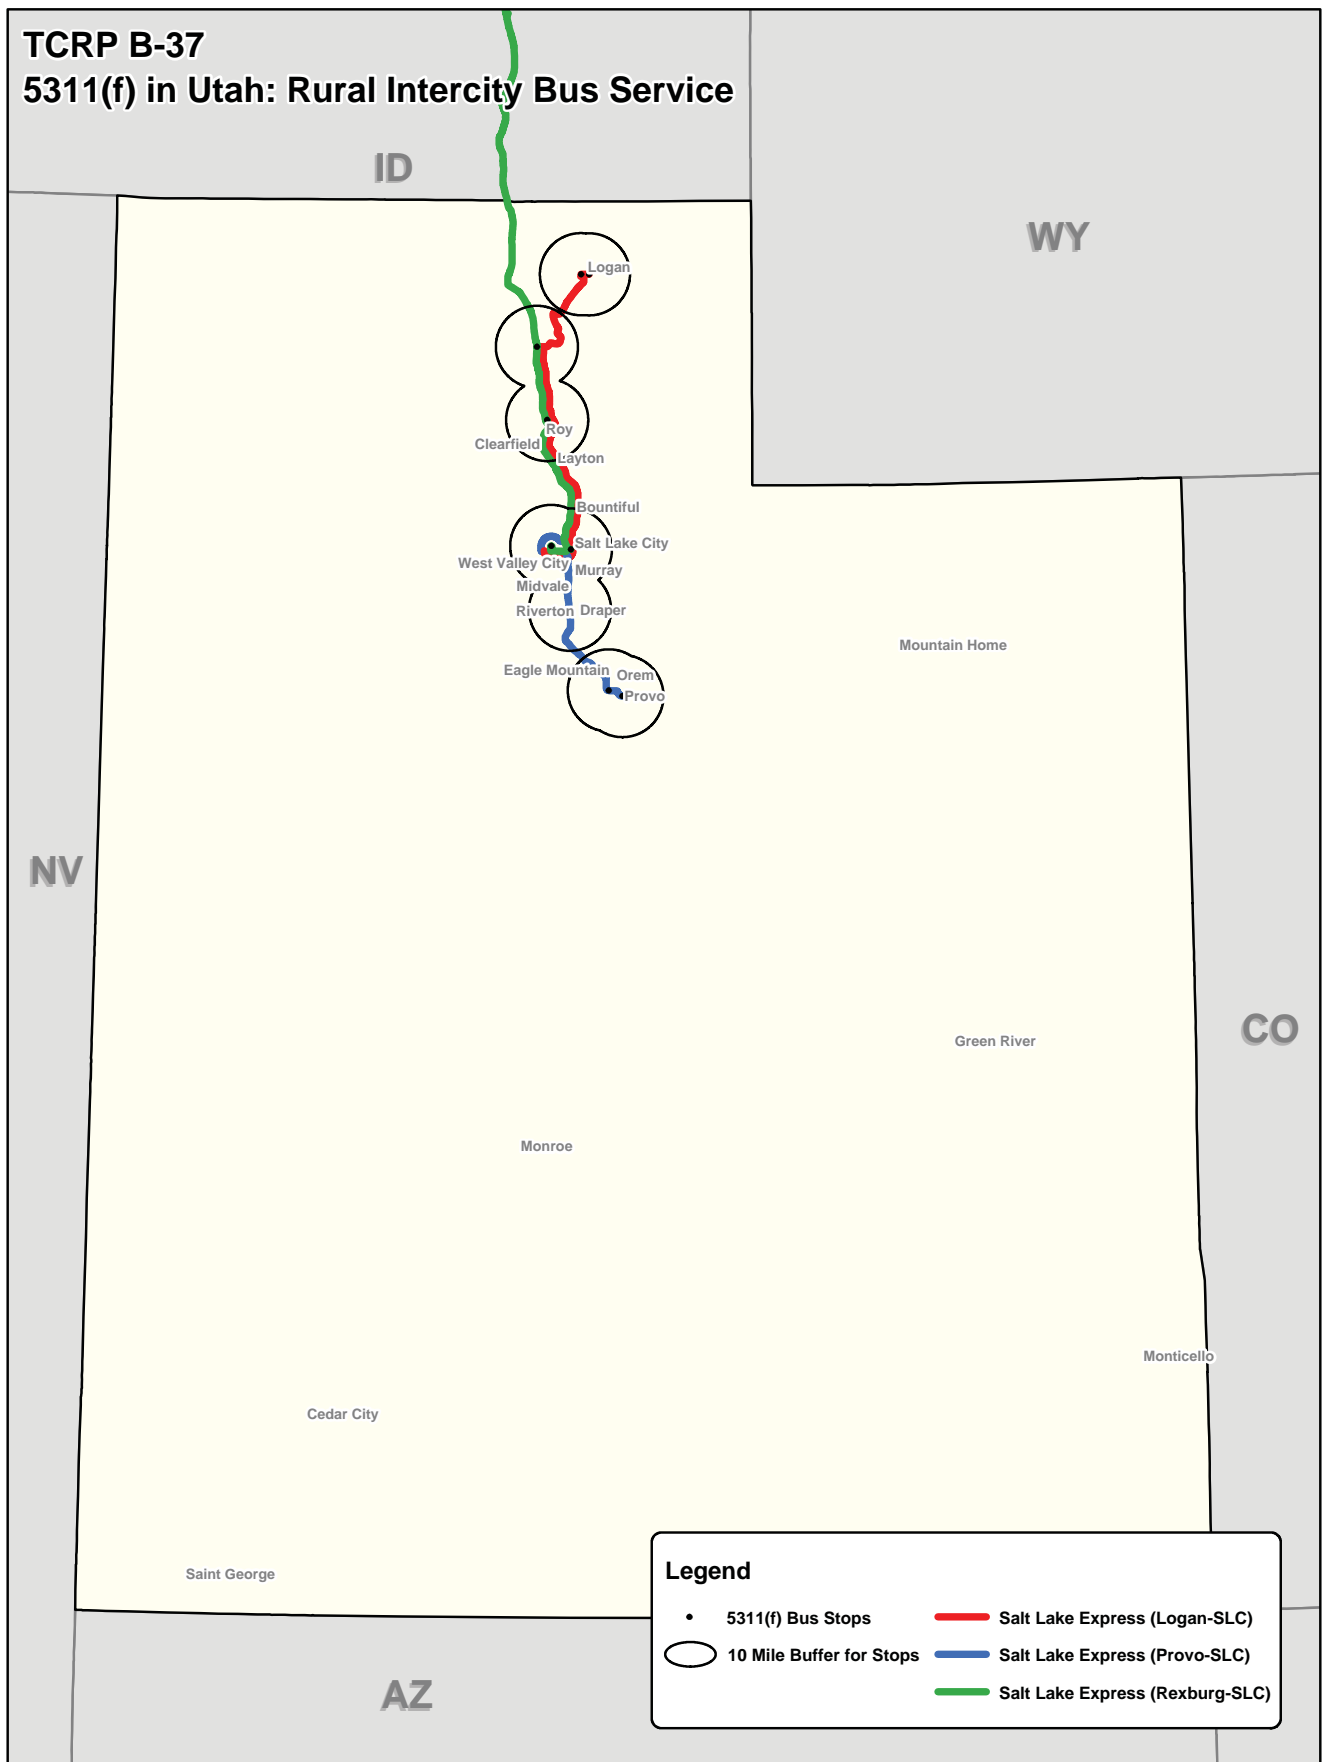 TCRP B-37
5311(f) in Utah: Rural Intercity Bus Service
ID
WY
Logan
Roy
Clearfield
Layton
Bountiful
Salt Lake City
West Valley City
Murray
Midvale
Riverton
Draper
Mountain Home
Eagle Mountain
Orem
Provo
NV
CO
Green River
Monroe
Monticello
Cedar City
Saint George
AZ
Legend
5311(f) Bus Stops
10 Mile Buffer for Stops
Salt Lake Express (Logan-SLC)
Salt Lake Express (Provo-SLC)
Salt Lake Express (Rexburg-SLC)